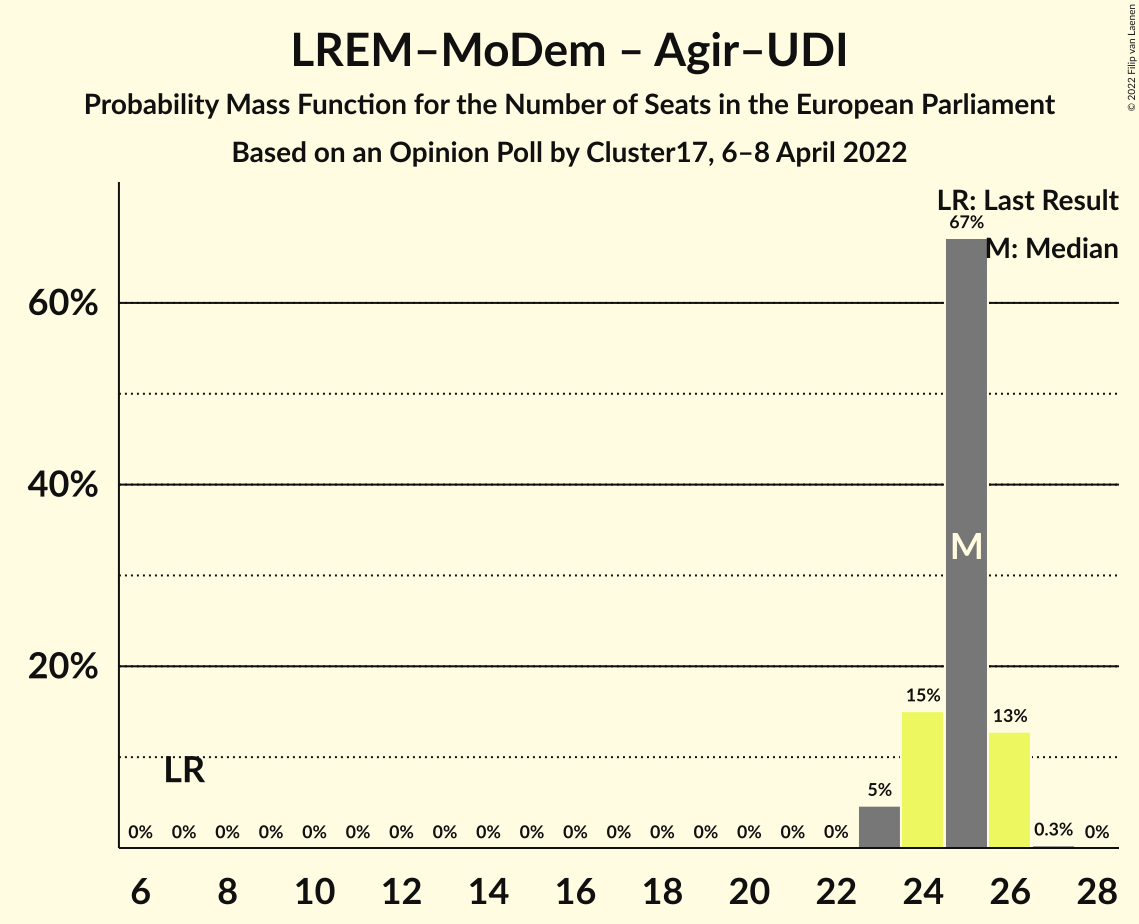 LREM–MoDem – Agir–UDI
Probability Mass Function for the Number of Seats in the European Parliament
Based on an Opinion Poll by Cluster17, 6–8 April 2022
© 2022 Filip van Laenen
LR: Last Result
67%
M: Median
60%
40%
M
20%
15%
13%
LR
5%
0% 0% 0% 0% 0% 0% 0% 0% 0% 0% 0% 0% 0% 0% 0% 0% 0% 0.3% 0%
6 8 10 12 14 16 18 20 22 24 26 28